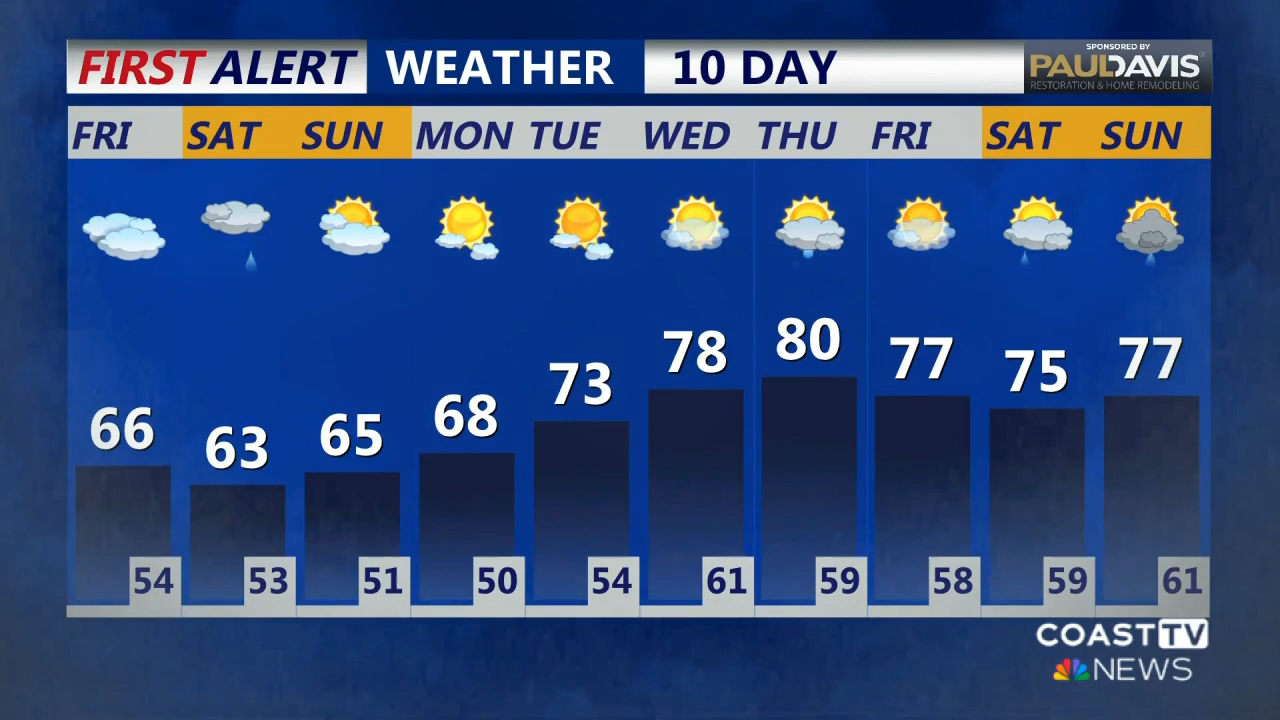 FIRST ALERT WEATHER 10 DAY
SPONSORED BY
PAULDAVIS
RESTORATION & HOME REMODELING
FRI SAT SUN MON TUE WED THU FRI SAT SUN
66 63 65 68 73 78 80 77 75 77
54 53 51 50 54 61 59 58 59 61
COAST TV
NEWS